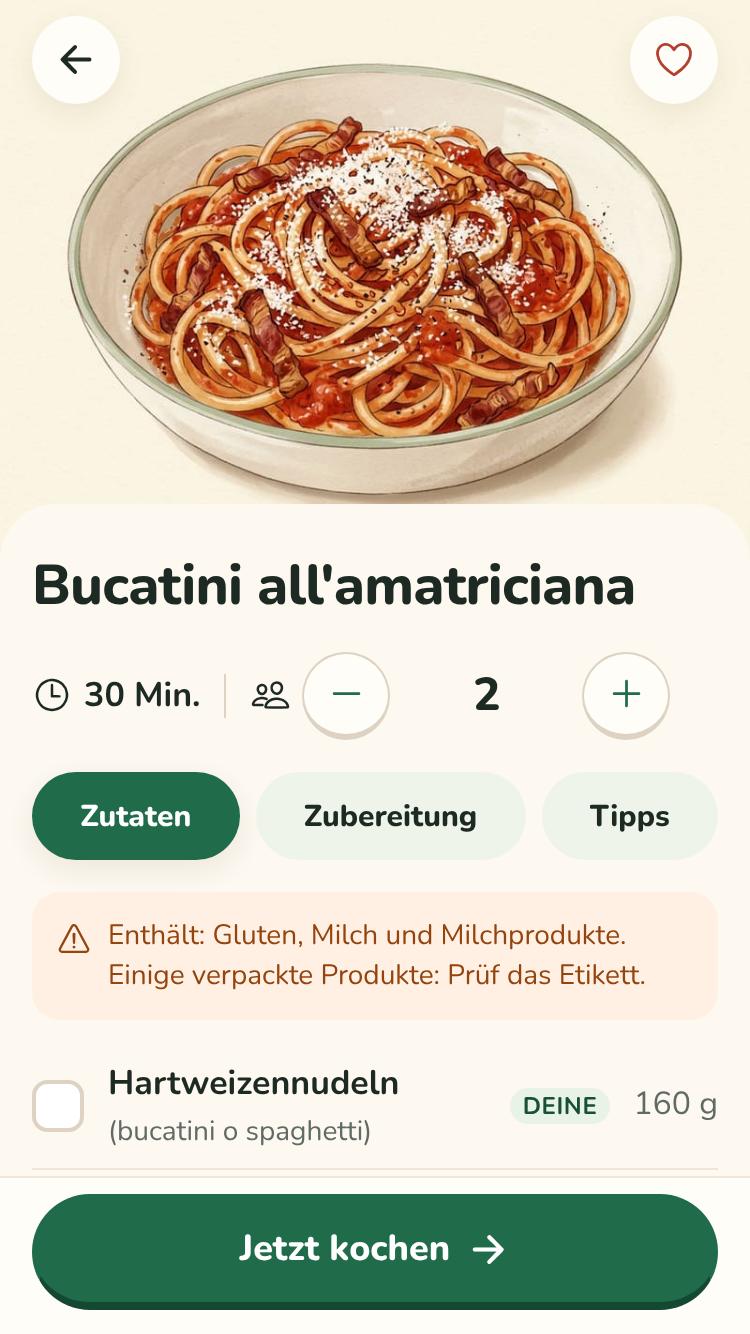 Bucatini all'amatriciana
30 Min.
2
Zutaten
Zubereitung
Tipps
Enthält: Gluten, Milch und Milchprodukte.
Einige verpackte Produkte: Prüf das Etikett.
Hartweizennudeln
(bucatini o spaghetti)
DEINE
160 g
Jetzt kochen